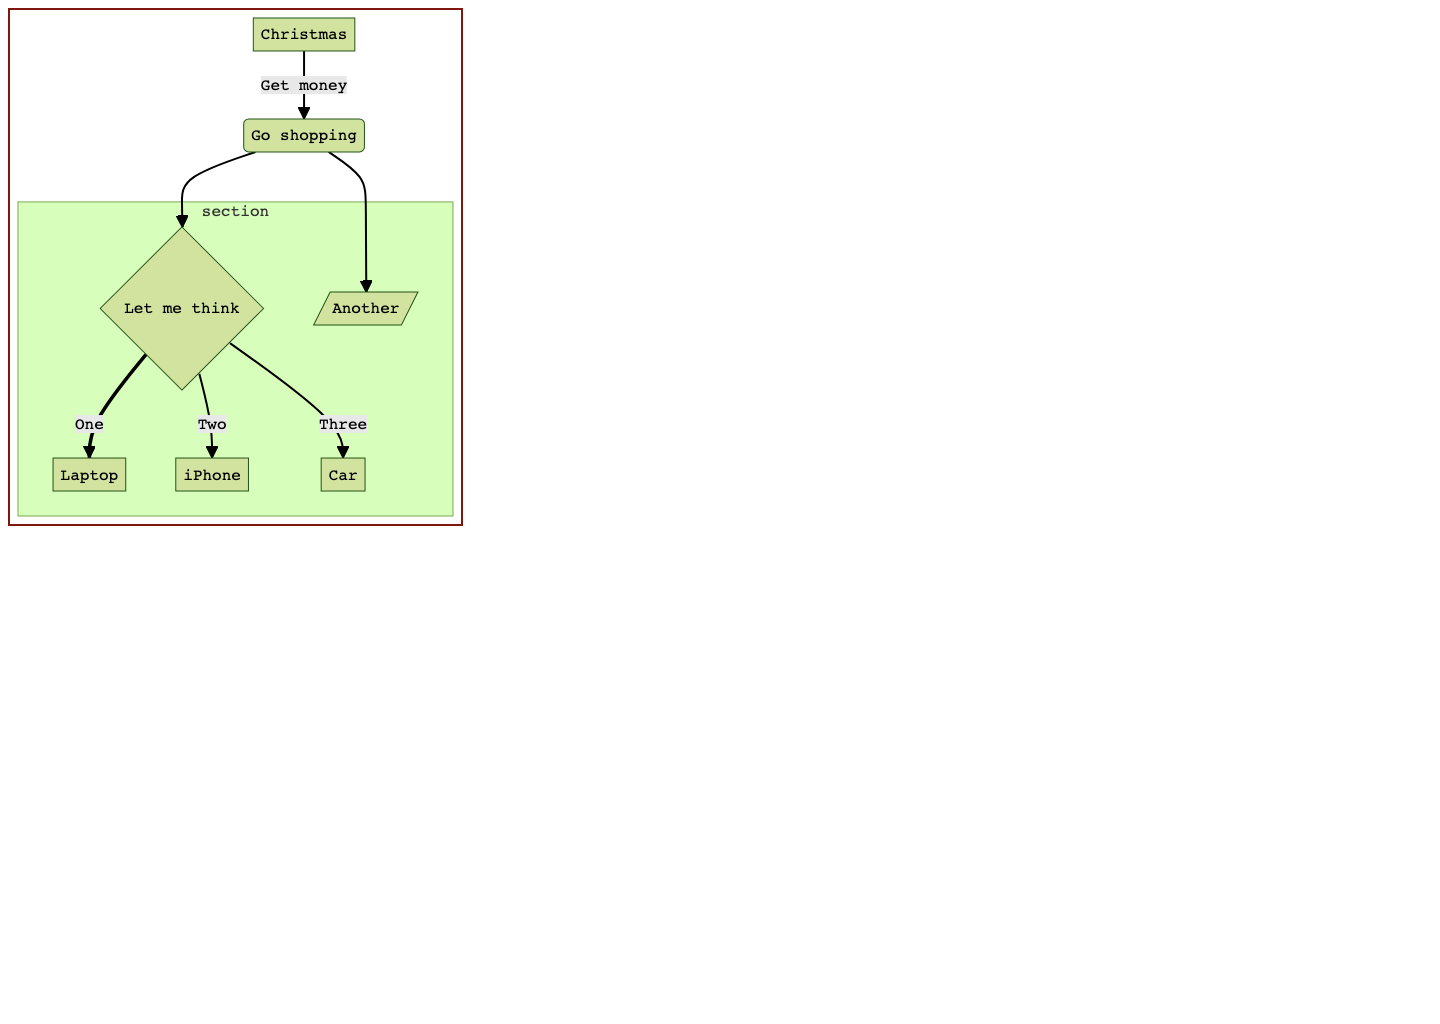 Christmas
Get money
Go shopping
section
Let me think
Another
One
Two
Three
Laptop
iPhone
Car